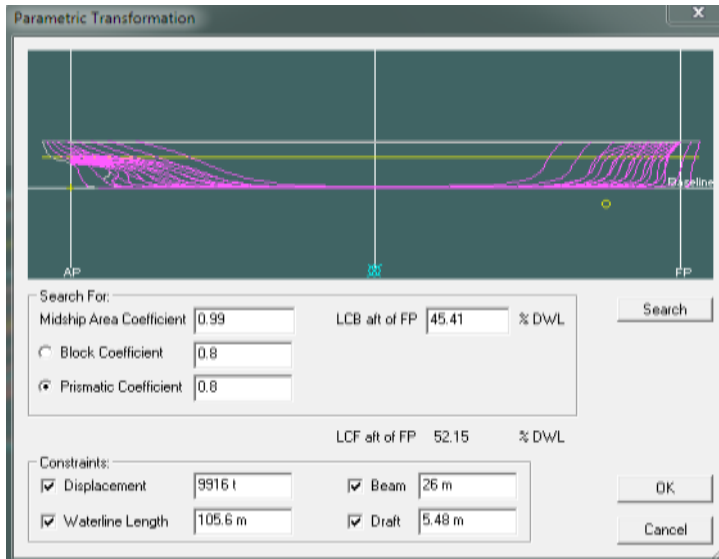 Parametric Transformation
x
Baseline
AP
FP
Search For:
Midship Area Coefficient 0.99 LCB aft of FP 45.41 % DWL Search
Block Coefficient 0.8
Prismatic Coefficient 0.8
LCF aft of FP 52.15 % DWL
Constraints:
Displacement 9916 t Beam 26 m OK
Waterline Length 105.6 m Draft 5.48 m Cancel